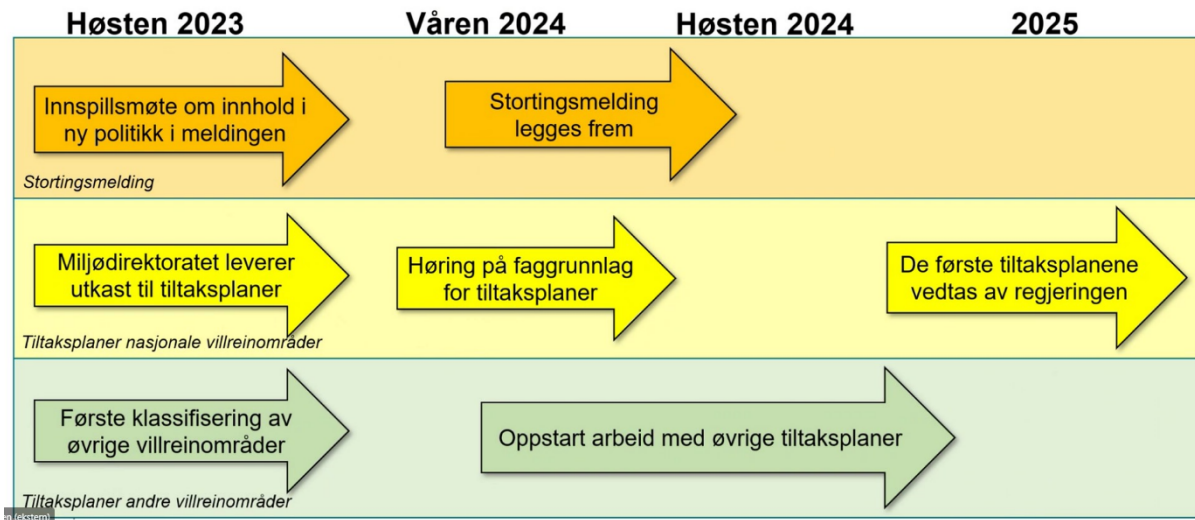 Høsten 2023 Våren 2024 Høsten 2024 2025
Innspillsmøte om innhold i
ny politikk i meldingen
Stortingsmelding
legges frem
Stortingsmelding
Miljødirektoratet leverer
utkast til tiltaksplaner
Høring på faggrunnlag
for tiltaksplaner
De første tiltaksplanene
vedtas av regjeringen
Tiltaksplaner nasjonale villreinområder
Første klassifisering av
øvrige villreinområder
Oppstart arbeid med øvrige tiltaksplaner
Tiltaksplaner andre villreinområder
en (ekstern)